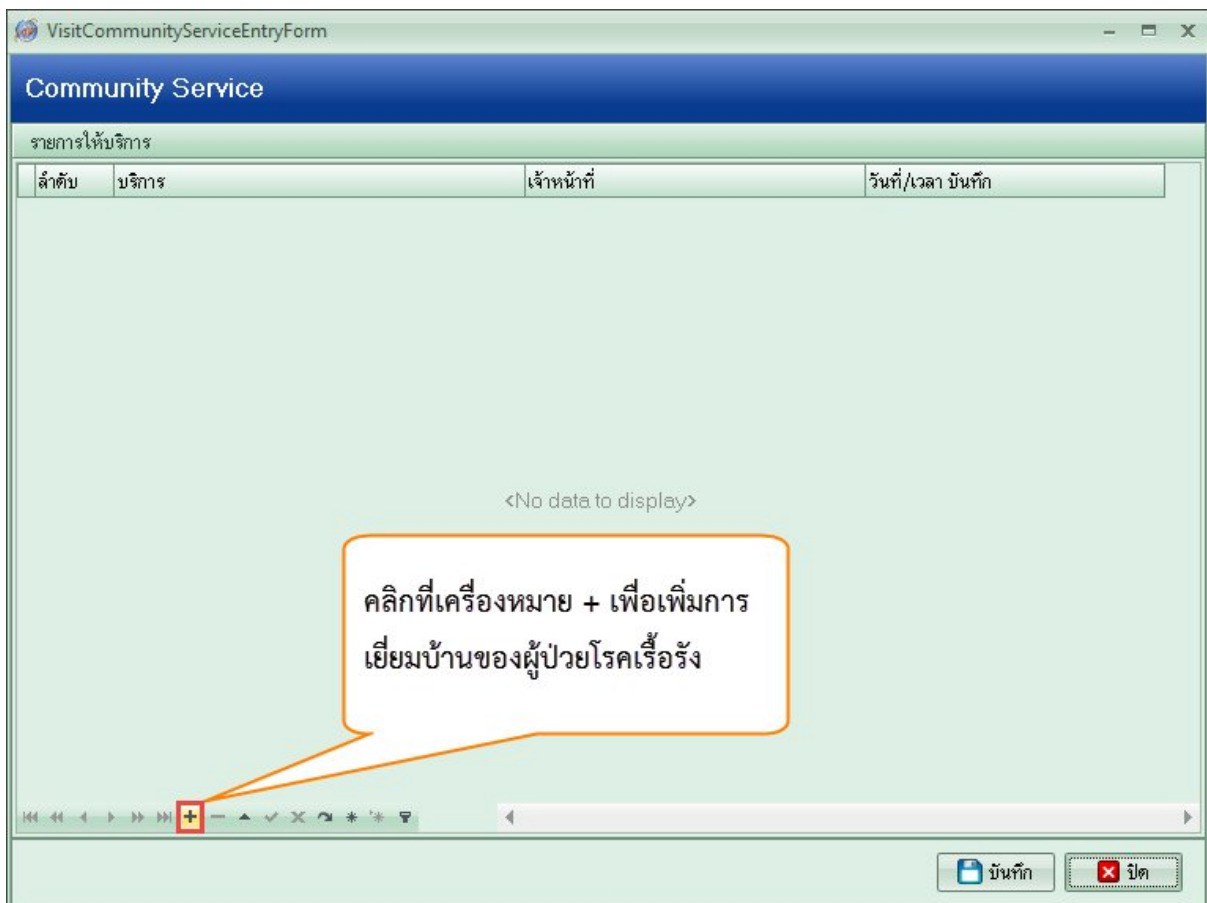 VisitCommunityServiceEntryForm
Community Service
รายการให้บริการ
ลำดับ บริการ เจ้าหน้าที่ วันที่/เวลา บันทึก
<No data to display>
คลิกที่เครื่องหมาย + เพื่อเพิ่มการ
เยี่ยมบ้านของผู้ป่วยโรคเรื้อรัง
บันทึก ปิด